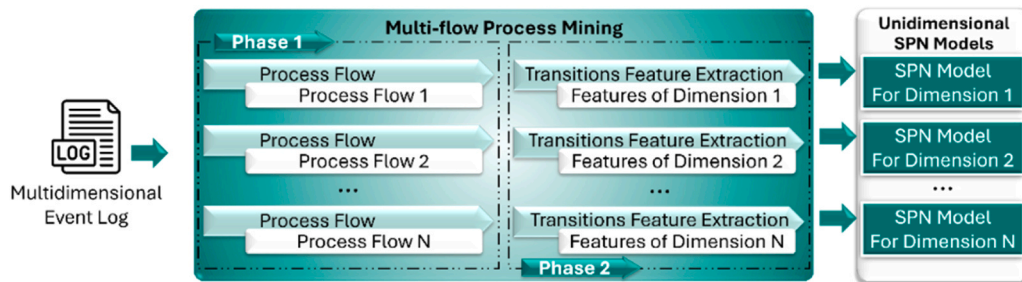 Multi-flow Process Mining
Phase 1
Process Flow
Process Flow 1
Process Flow
Process Flow 2
...
Process Flow
Process Flow N
Transitions Feature Extraction
Features of Dimension 1
Transitions Feature Extraction
Features of Dimension 2
...
Transitions Feature Extraction
Features of Dimension N
Phase 2
LOG
Multidimensional
Event Log
Unidimensional
SPN Models
SPN Model
For Dimension 1
SPN Model
For Dimension 2
...
SPN Model
For Dimension N